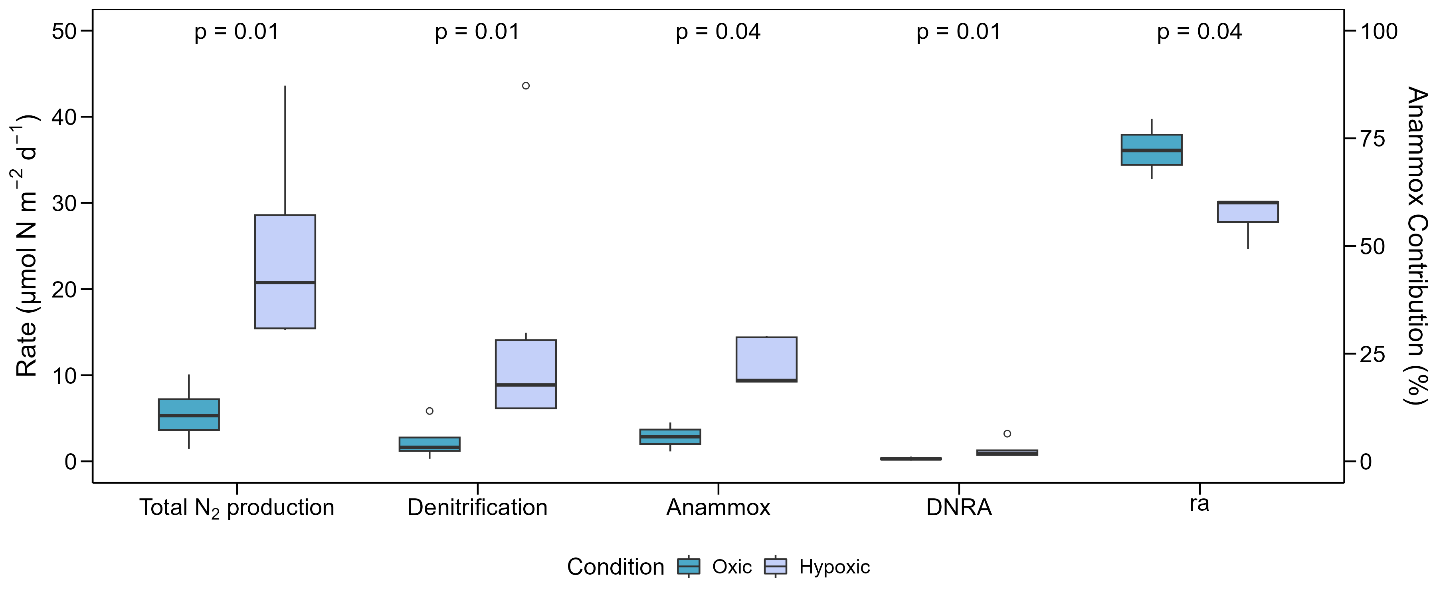 p = 0.01
p = 0.01
p = 0.04
p = 0.01
p = 0.04
50
40
30
20
10
0
Rate (µmol N m⁻² d⁻¹)
100
75
50
25
0
Anammox Contribution (%)
Total N₂ production
Denitrification
Anammox
DNRA
ra
Condition
Oxic
Hypoxic